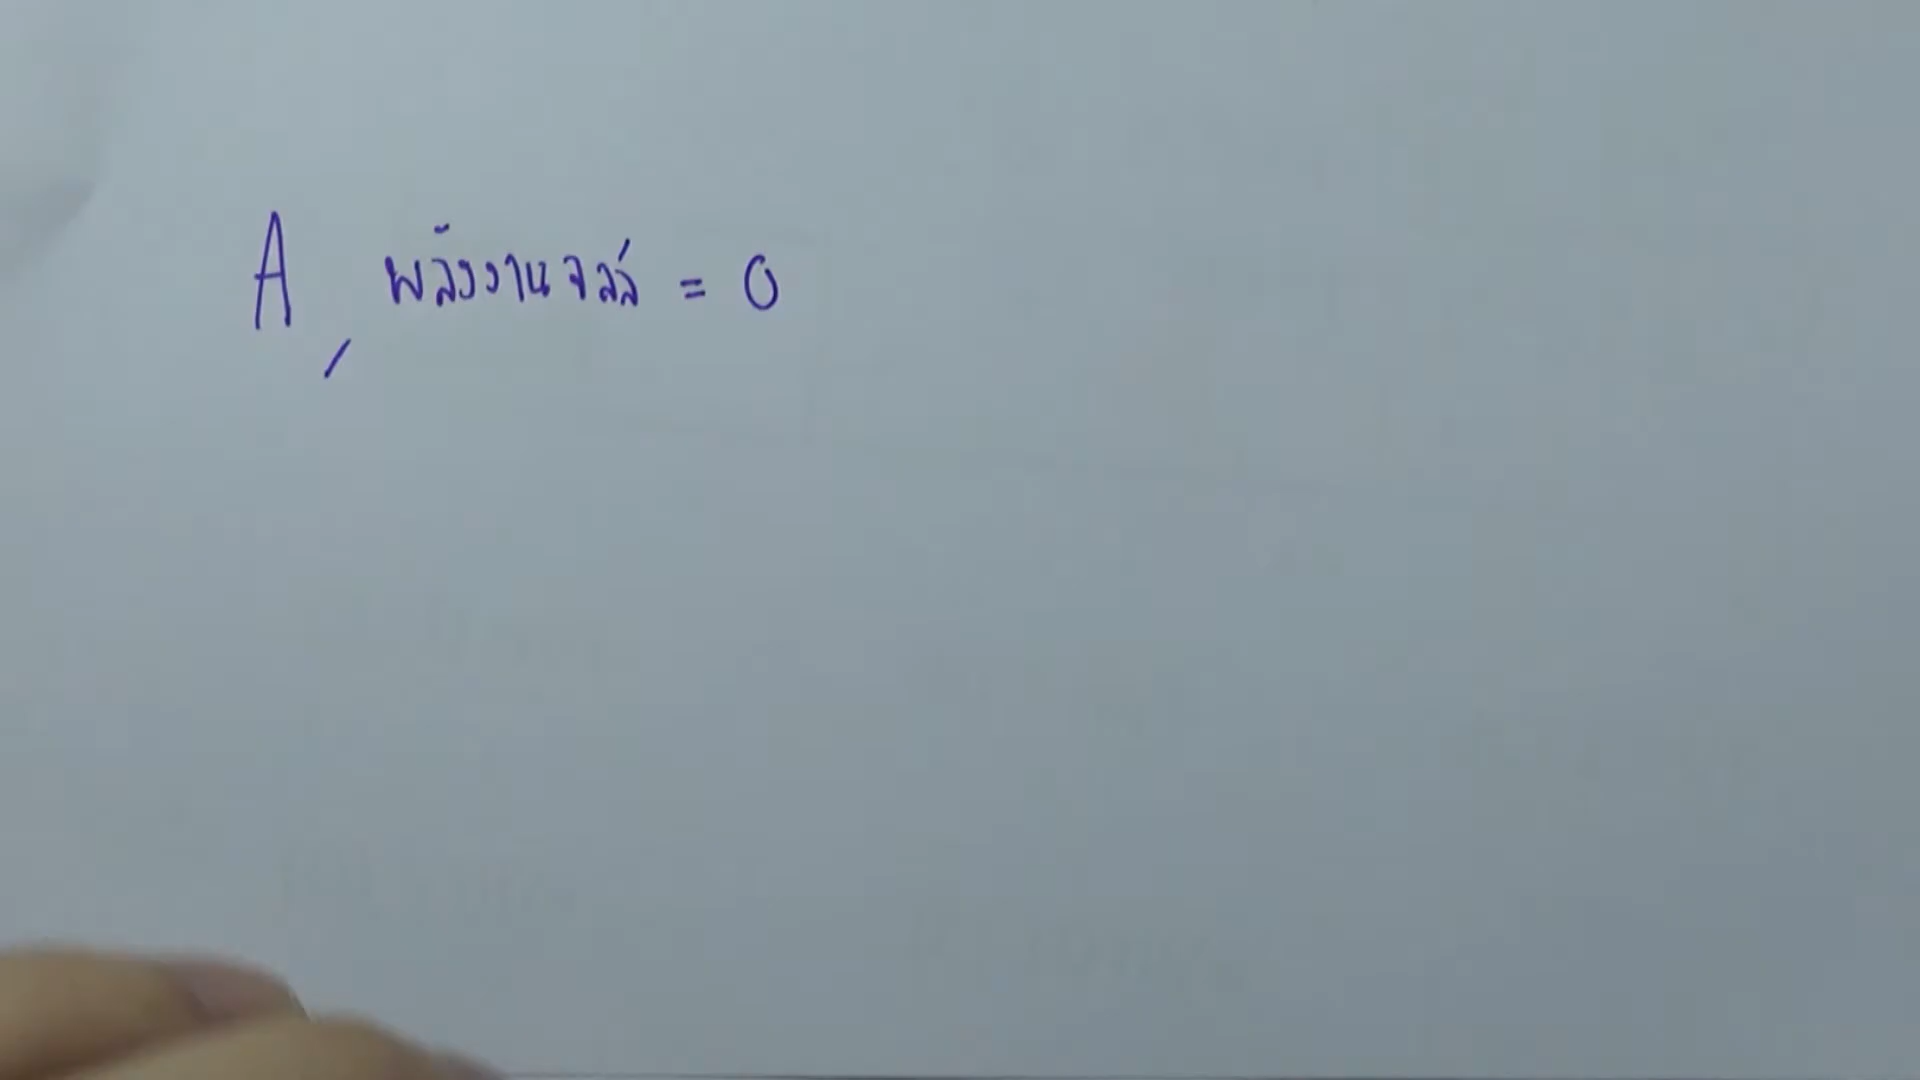 A, พลังงานจลน์ = 0